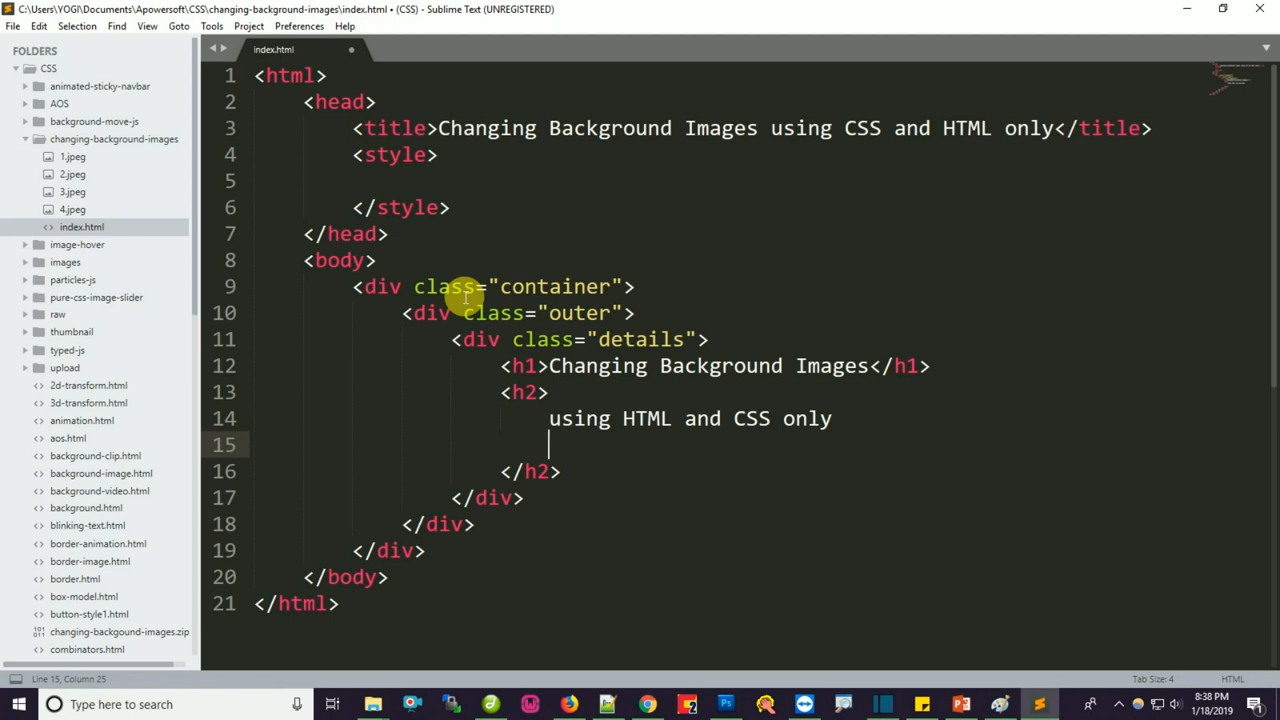 C:\Users\YOGI\Documents\Apowersoft\CSS\changing-background-images\index.html • (CSS) - Sublime Text (UNREGISTERED)
File Edit Selection Find View Goto Tools Project Preferences Help
FOLDERS
CSS
animated-sticky-navbar
AOS
background-move-js
changing-background-images
1.jpeg
2.jpeg
3.jpeg
4.jpeg
index.html
image-hover
images
particles-js
pure-css-image-slider
raw
thumbnail
typed-js
upload
2d-transform.html
3d-transform.html
animation.html
aos.html
background-clip.html
background-image.html
background-video.html
background.html
blinking-text.html
border-animation.html
border-image.html
border.html
box-model.html
button-style1.html
changing-backgound-images.zip
combinators.html
index.html
1 <html>
2 <head>
3 <title>Changing Background Images using CSS and HTML only</title>
4 <style>
5
6 </style>
7 </head>
8 <body>
9 <div class="container">
10 <div class="outer">
11 <div class="details">
12 <h1>Changing Background Images</h1>
13 <h2>
14 using HTML and CSS only
15
16 </h2>
17 </div>
18 </div>
19 </div>
20 </body>
21 </html>
Line 15, Column 25 Tab Size: 4 HTML
Type here to search
8:38 PM
1/18/2019